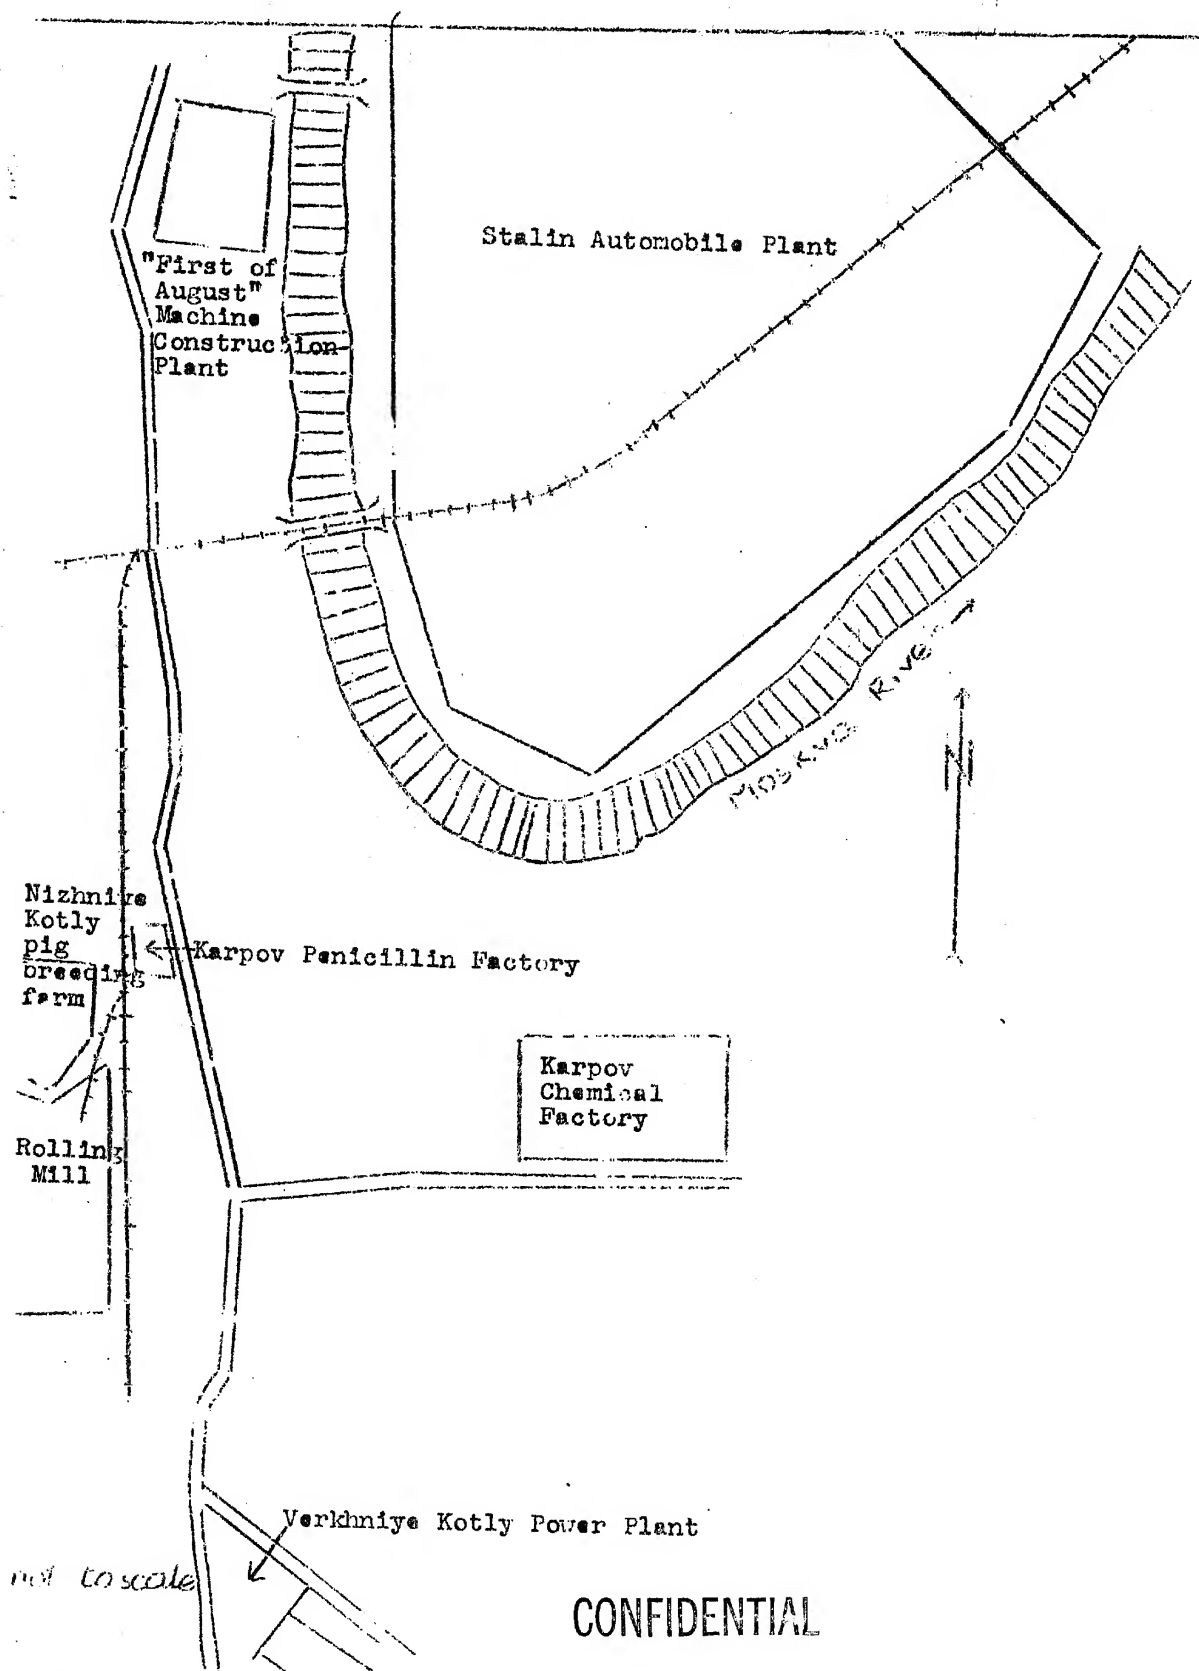 Stalin Automobile Plant
"First of
August"
Machine
Construction
Plant
Moskva River
N
Nizhniye
Kotly
pig
breeding
farm
Karpov Penicillin Factory
Karpov
Chemical
Factory
Rolling
Mill
Verkhniye Kotly Power Plant
not to scale
CONFIDENTIAL